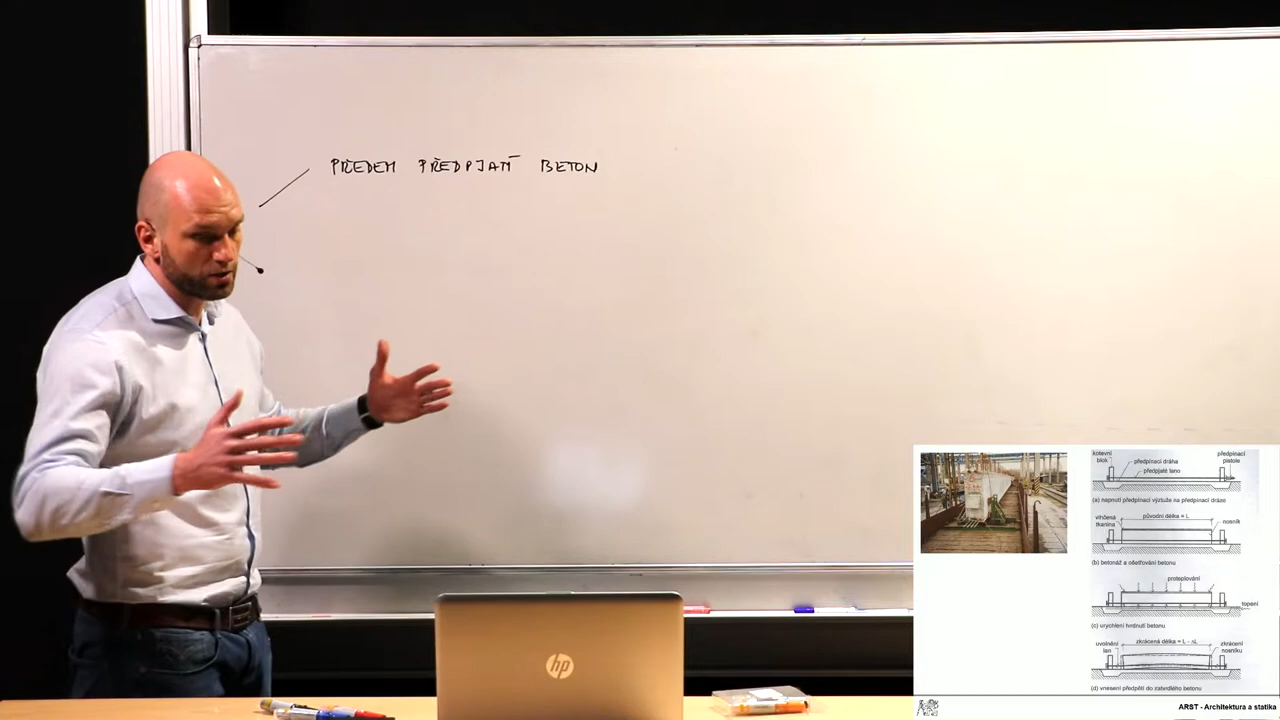 PŘEDEM PŘEDPJATÝ BETON
hp
kotevní blok
předpínací dráha
předpjaté lano
předpínací pistole
(a) napnutí předpínací výztuže na předpínací dráze
vlhčená tkanina
původní délka = L
nosník
(b) betonáž a ošetřování betonu
proteplování
topení
(c) urychlení tvrdnutí betonu
uvolnění lan
zkrácená délka = L - ΔL
zkrácení nosníku
(d) vnesení předpětí do zatvrdlého betonu
ARST - Architektura a statika